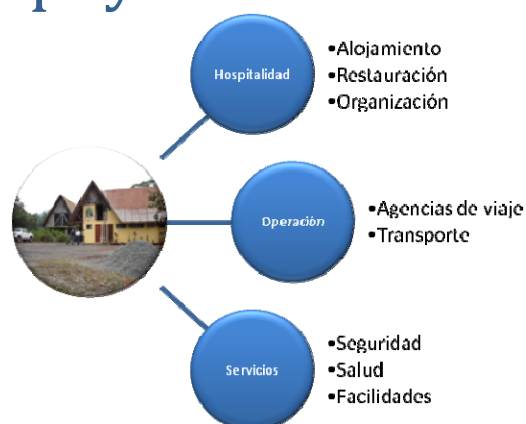 Hospitalidad
•Alojamiento
•Restauración
•Organización
Operación
•Agencias de viaje
•Transporte
Servicios
•Seguridad
•Salud
•Facilidades